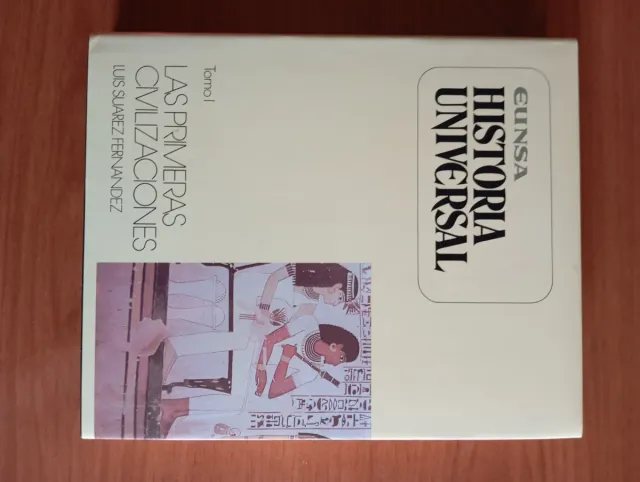 EUNSA
HISTORIA
UNIVERSAL
Tomo I
LAS PRIMERAS
CIVILIZACIONES
LUIS SUAREZ FERNANDEZ